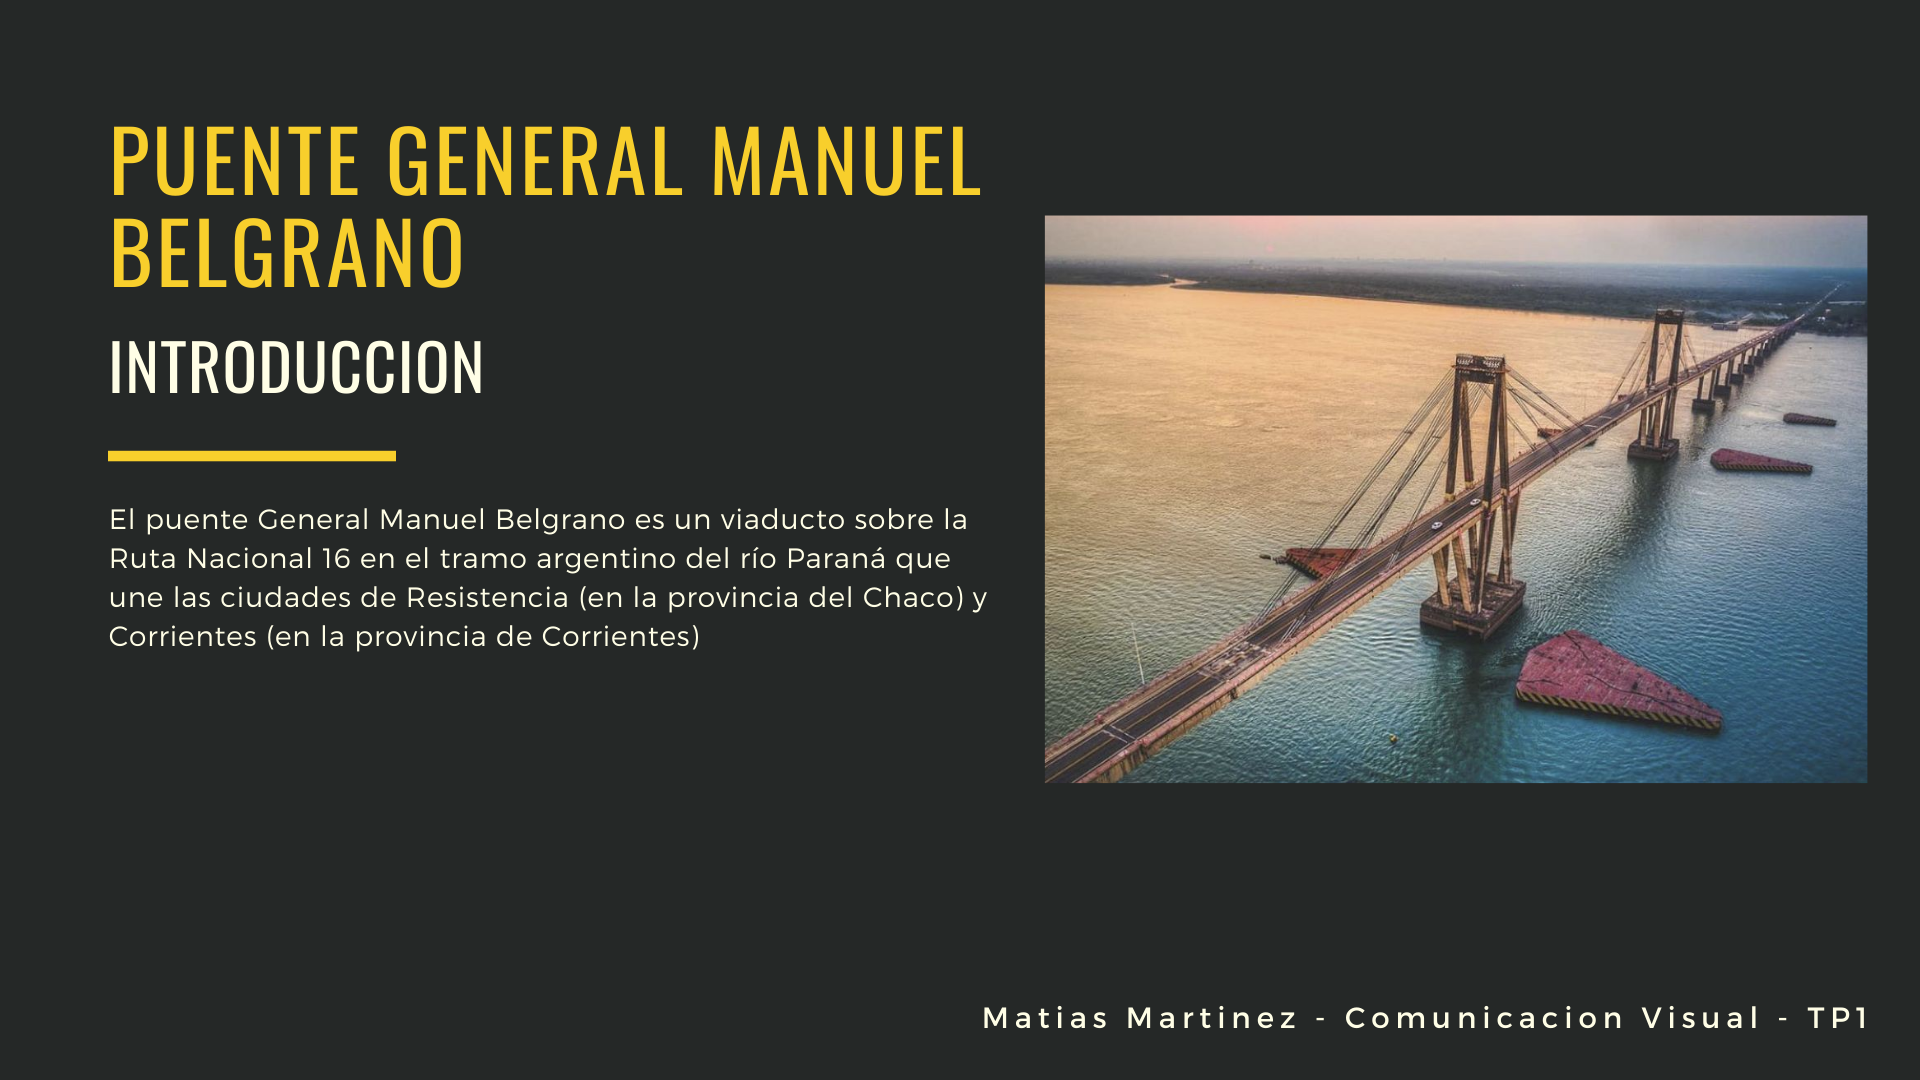 PUENTE GENERAL MANUEL
BELGRANO
INTRODUCCION
El puente General Manuel Belgrano es un viaducto sobre la
Ruta Nacional 16 en el tramo argentino del río Paraná que
une las ciudades de Resistencia (en la provincia del Chaco) y
Corrientes (en la provincia de Corrientes)
Matias Martinez - Comunicacion Visual - TP1